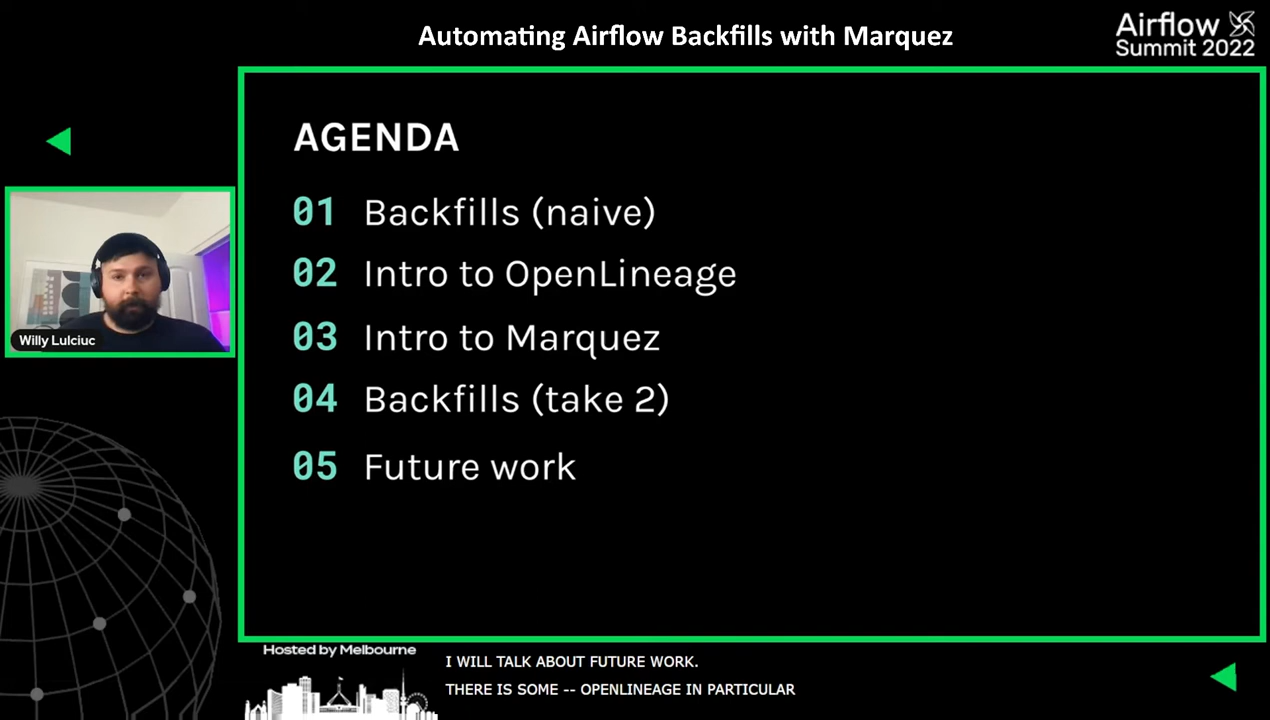 Automating Airflow Backfills with Marquez
Airflow
Summit 2022
AGENDA
01 Backfills (naive)
02 Intro to OpenLineage
03 Intro to Marquez
04 Backfills (take 2)
05 Future work
Willy Lulciuc
Hosted by Melbourne
I WILL TALK ABOUT FUTURE WORK.
THERE IS SOME -- OPENLINEAGE IN PARTICULAR